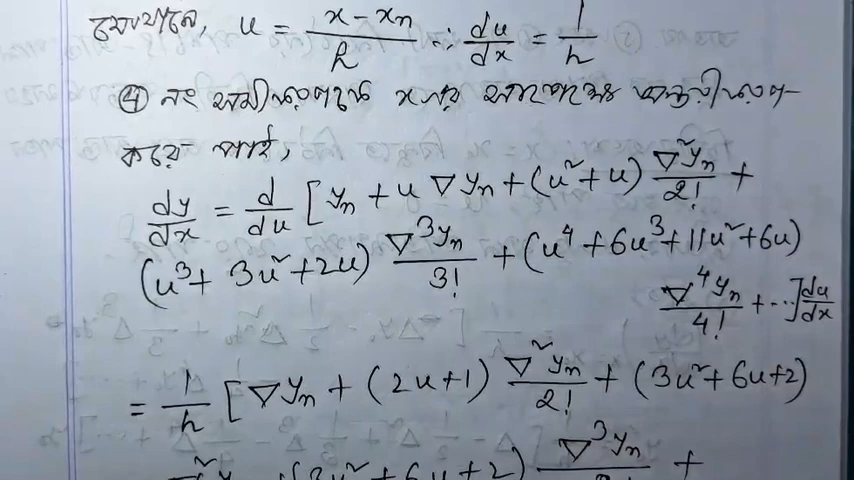 যেখানে, u = (x - xₙ)/h ∴ du/dx = 1/h
④ নং সমীকরণকে x এর সাপেক্ষে অন্তরীকরণ
করে পাই,
dy/dx = d/du [yₙ + u ∇yₙ + (u² + u) ∇²yₙ/2! +
(u³ + 3u² + 2u) ∇³yₙ/3! + (u⁴ + 6u³ + 11u² + 6u)
∇⁴yₙ/4! + ...] du/dx
= 1/h [∇yₙ + (2u+1) ∇²yₙ/2! + (3u² + 6u + 2)
∇³yₙ +